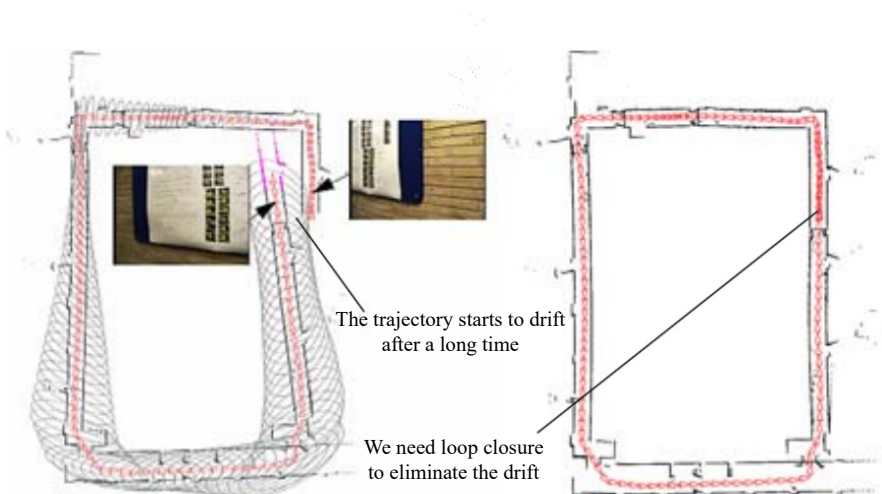 The trajectory starts to drift
after a long time
We need loop closure
to eliminate the drift